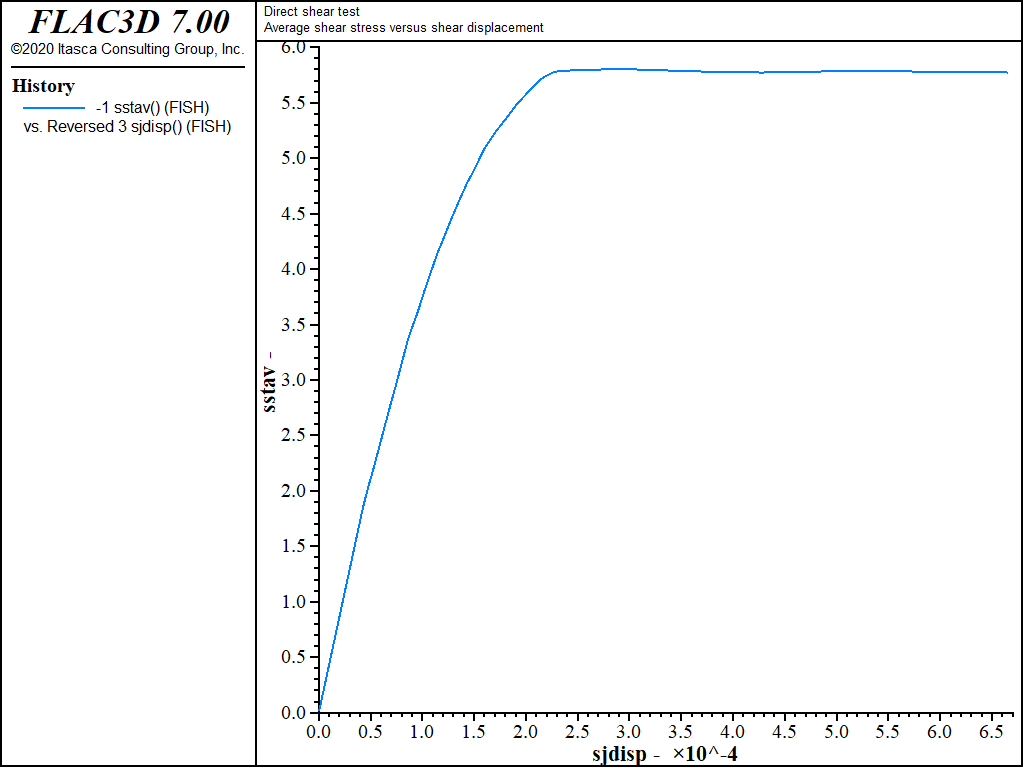 FLAC3D 7.00
©2020 Itasca Consulting Group, Inc.
History
-1 sstav() (FISH)
vs. Reversed 3 sjdisp() (FISH)
Direct shear test
Average shear stress versus shear displacement
6.0
5.5
5.0
4.5
4.0
3.5
3.0
2.5
2.0
1.5
1.0
0.5
0.0
sstav -
0.0 0.5 1.0 1.5 2.0 2.5 3.0 3.5 4.0 4.5 5.0 5.5 6.0 6.5
sjdisp - ×10^-4